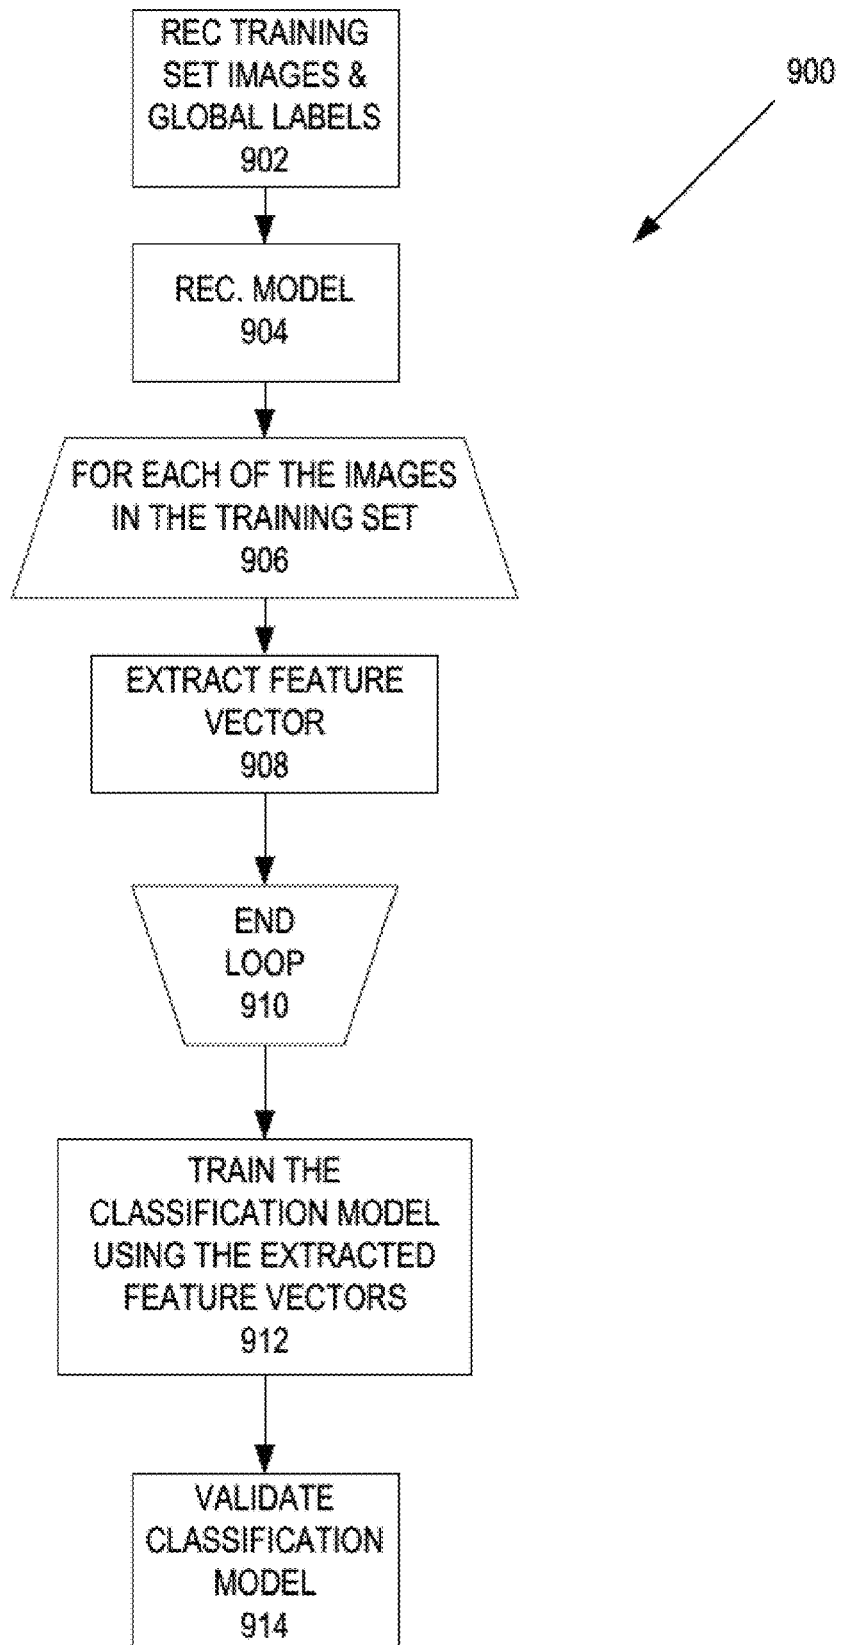 REC TRAINING
SET IMAGES &
GLOBAL LABELS
902
900
REC. MODEL
904
FOR EACH OF THE IMAGES
IN THE TRAINING SET
906
EXTRACT FEATURE
VECTOR
908
END
LOOP
910
TRAIN THE
CLASSIFICATION MODEL
USING THE EXTRACTED
FEATURE VECTORS
912
VALIDATE
CLASSIFICATION
MODEL
914